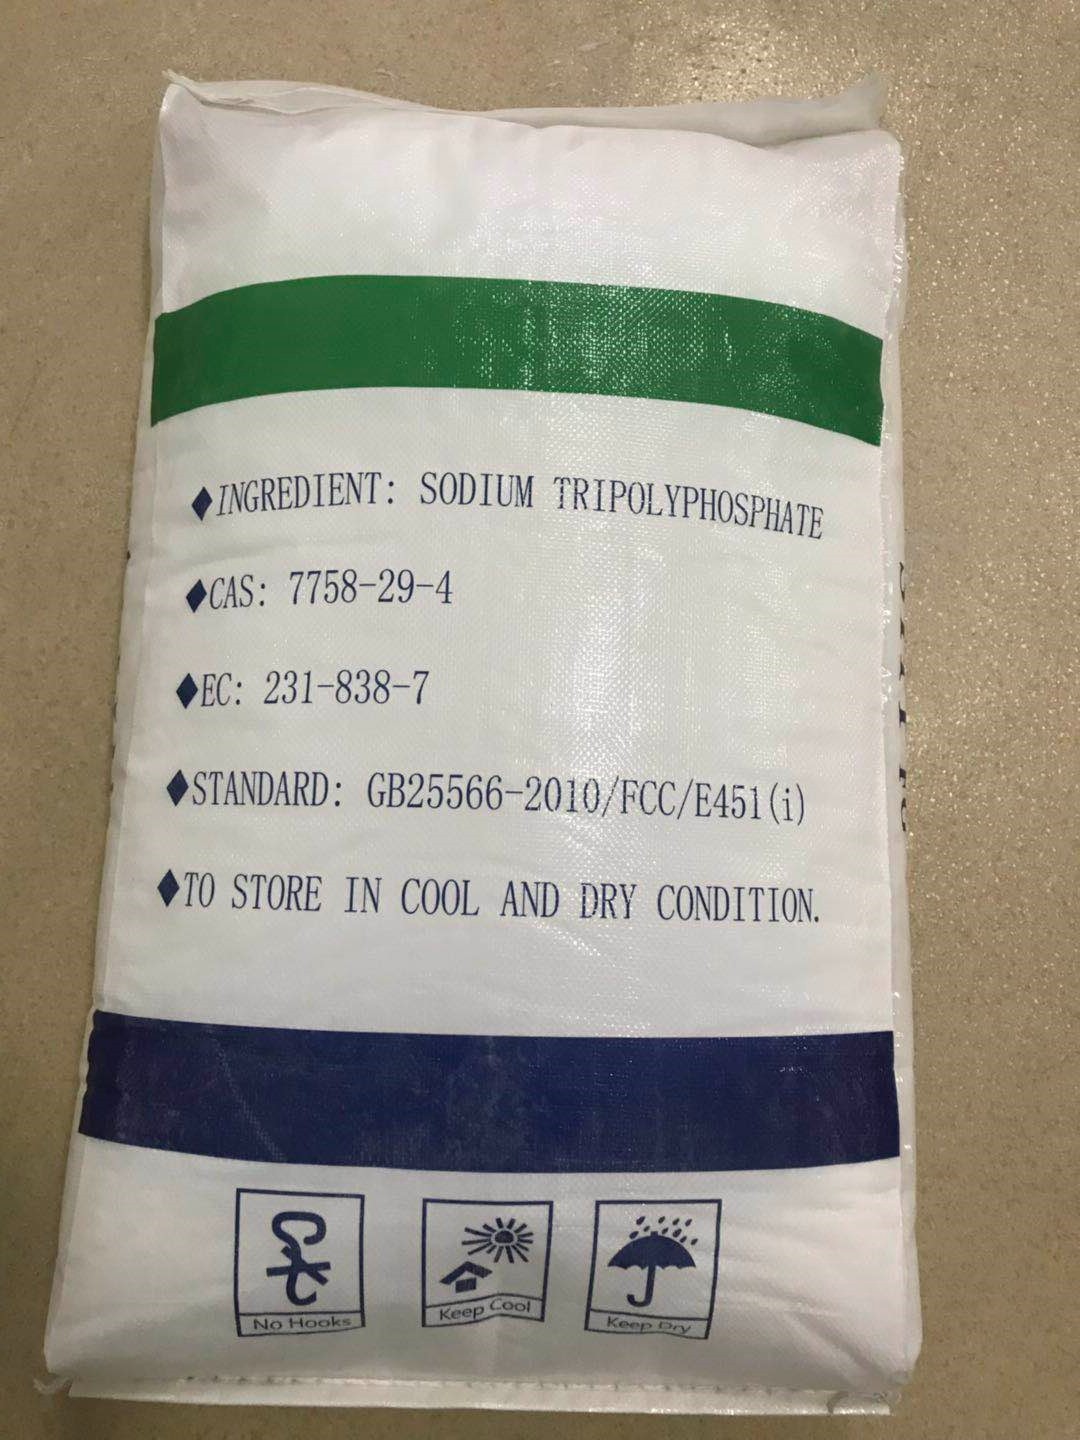 ◆INGREDIENT: SODIUM TRIPOLYPHOSPHATE
◆CAS: 7758-29-4
◆EC: 231-838-7
◆STANDARD: GB25566-2010/FCC/E451(i)
◆TO STORE IN COOL AND DRY CONDITION.
No Hooks
Keep Cool
Keep Dry